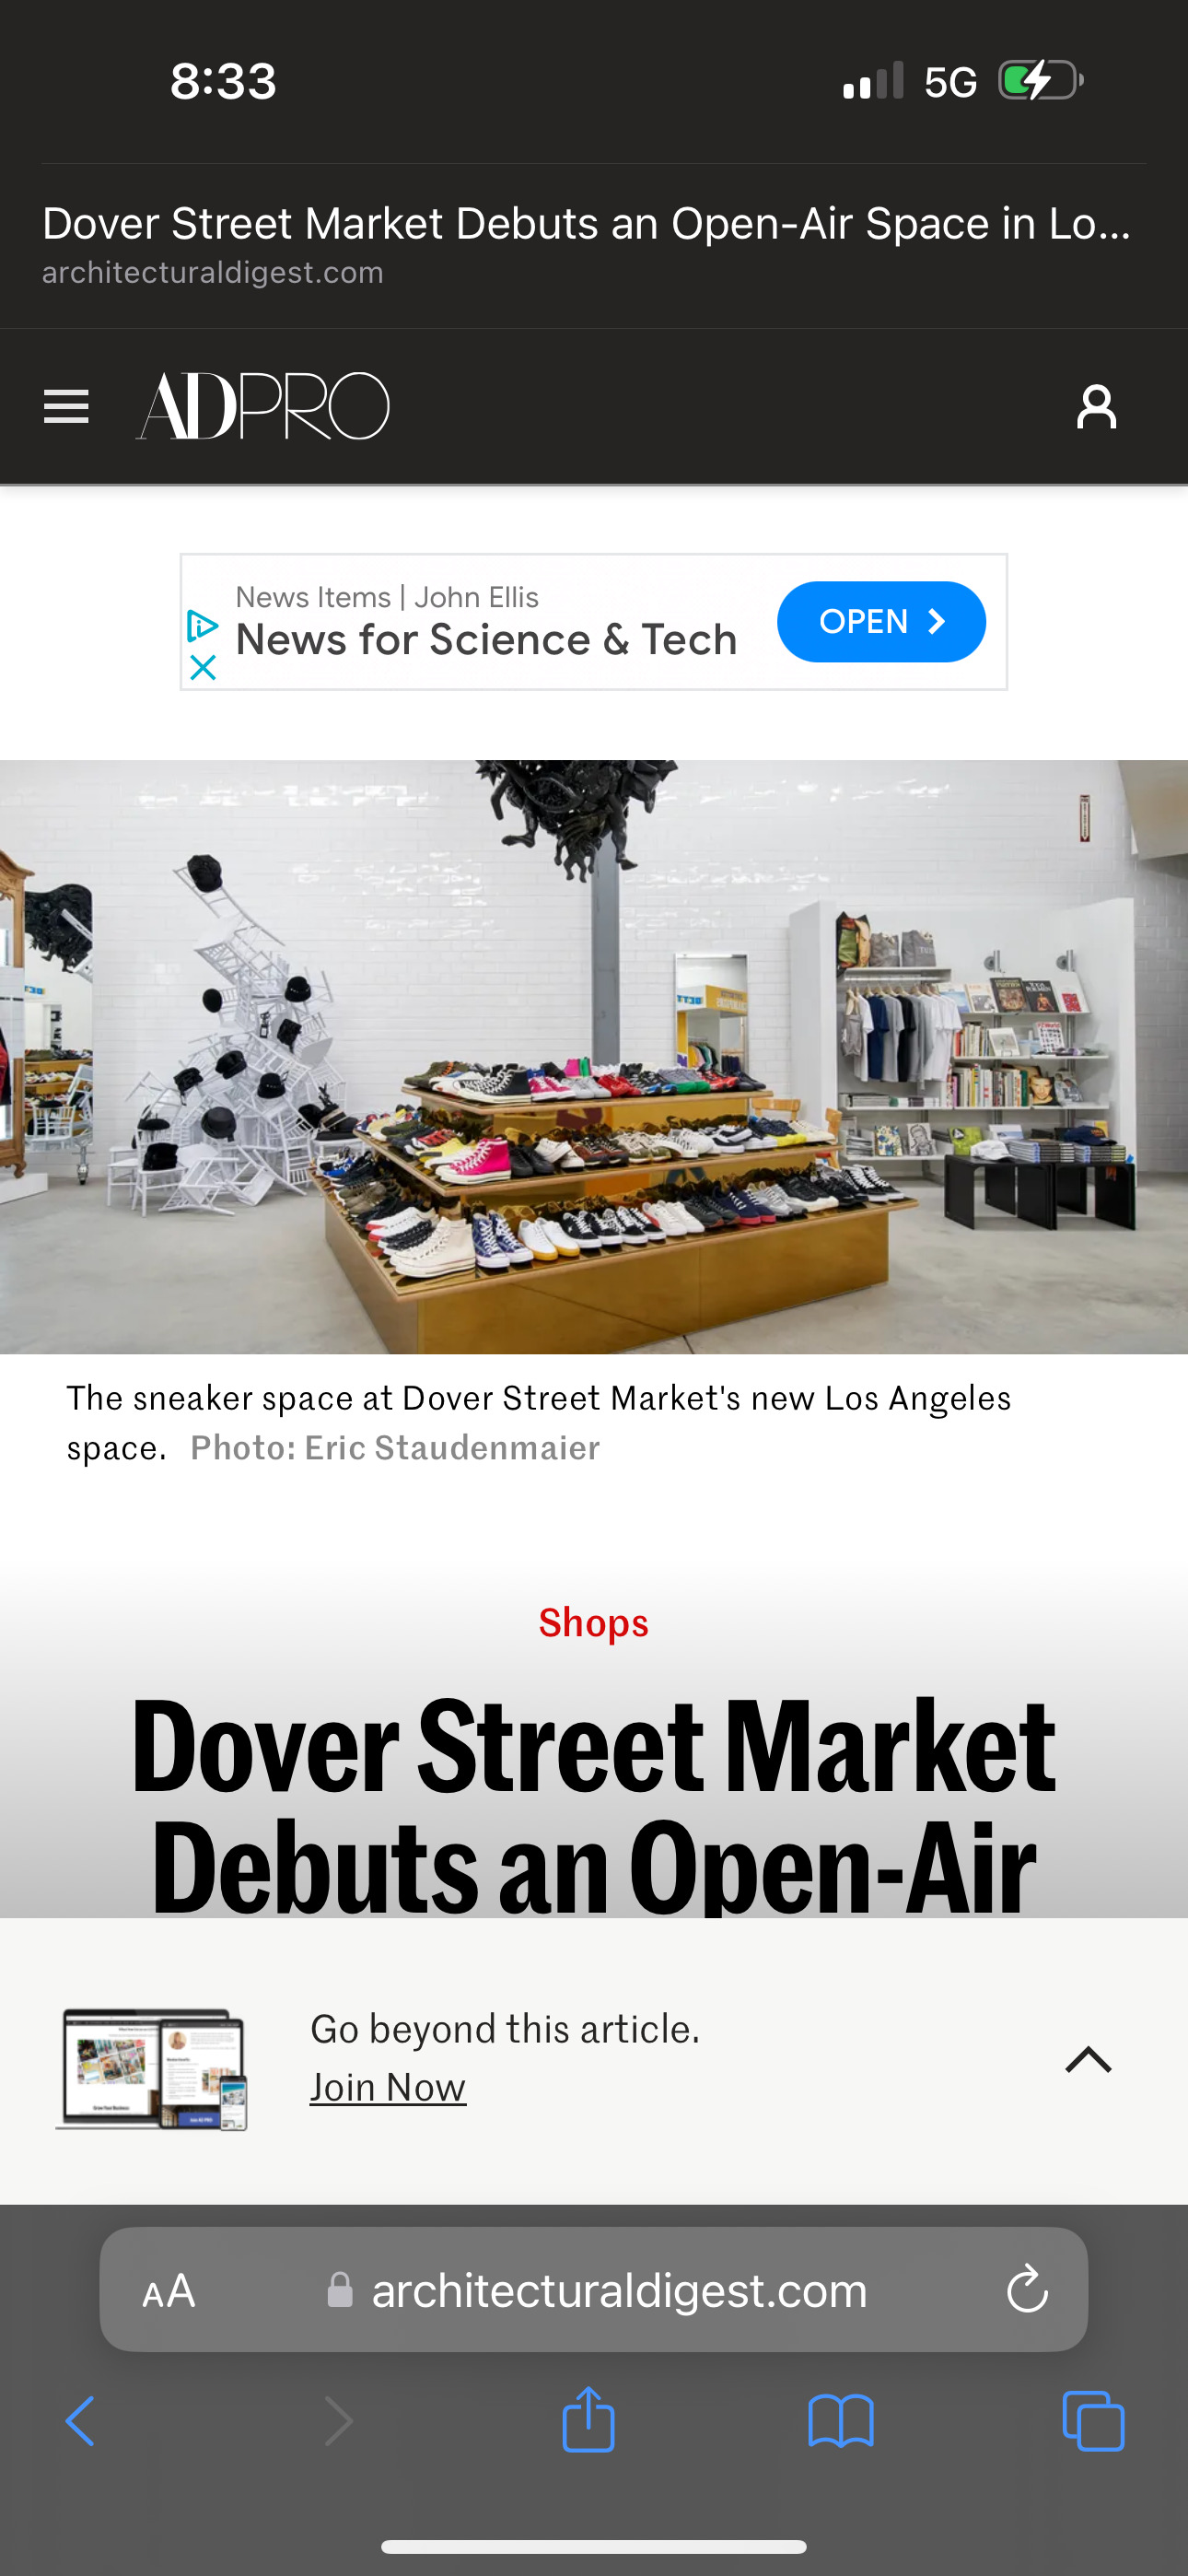 8:33
5G
Dover Street Market Debuts an Open-Air Space in Lo...
architecturaldigest.com
ADPRO
News Items | John Ellis
News for Science & Tech
OPEN
The sneaker space at Dover Street Market's new Los Angeles
space. Photo: Eric Staudenmaier
Shops
Dover Street Market
Debuts an Open-Air
Go beyond this article.
Join Now
AA
architecturaldigest.com